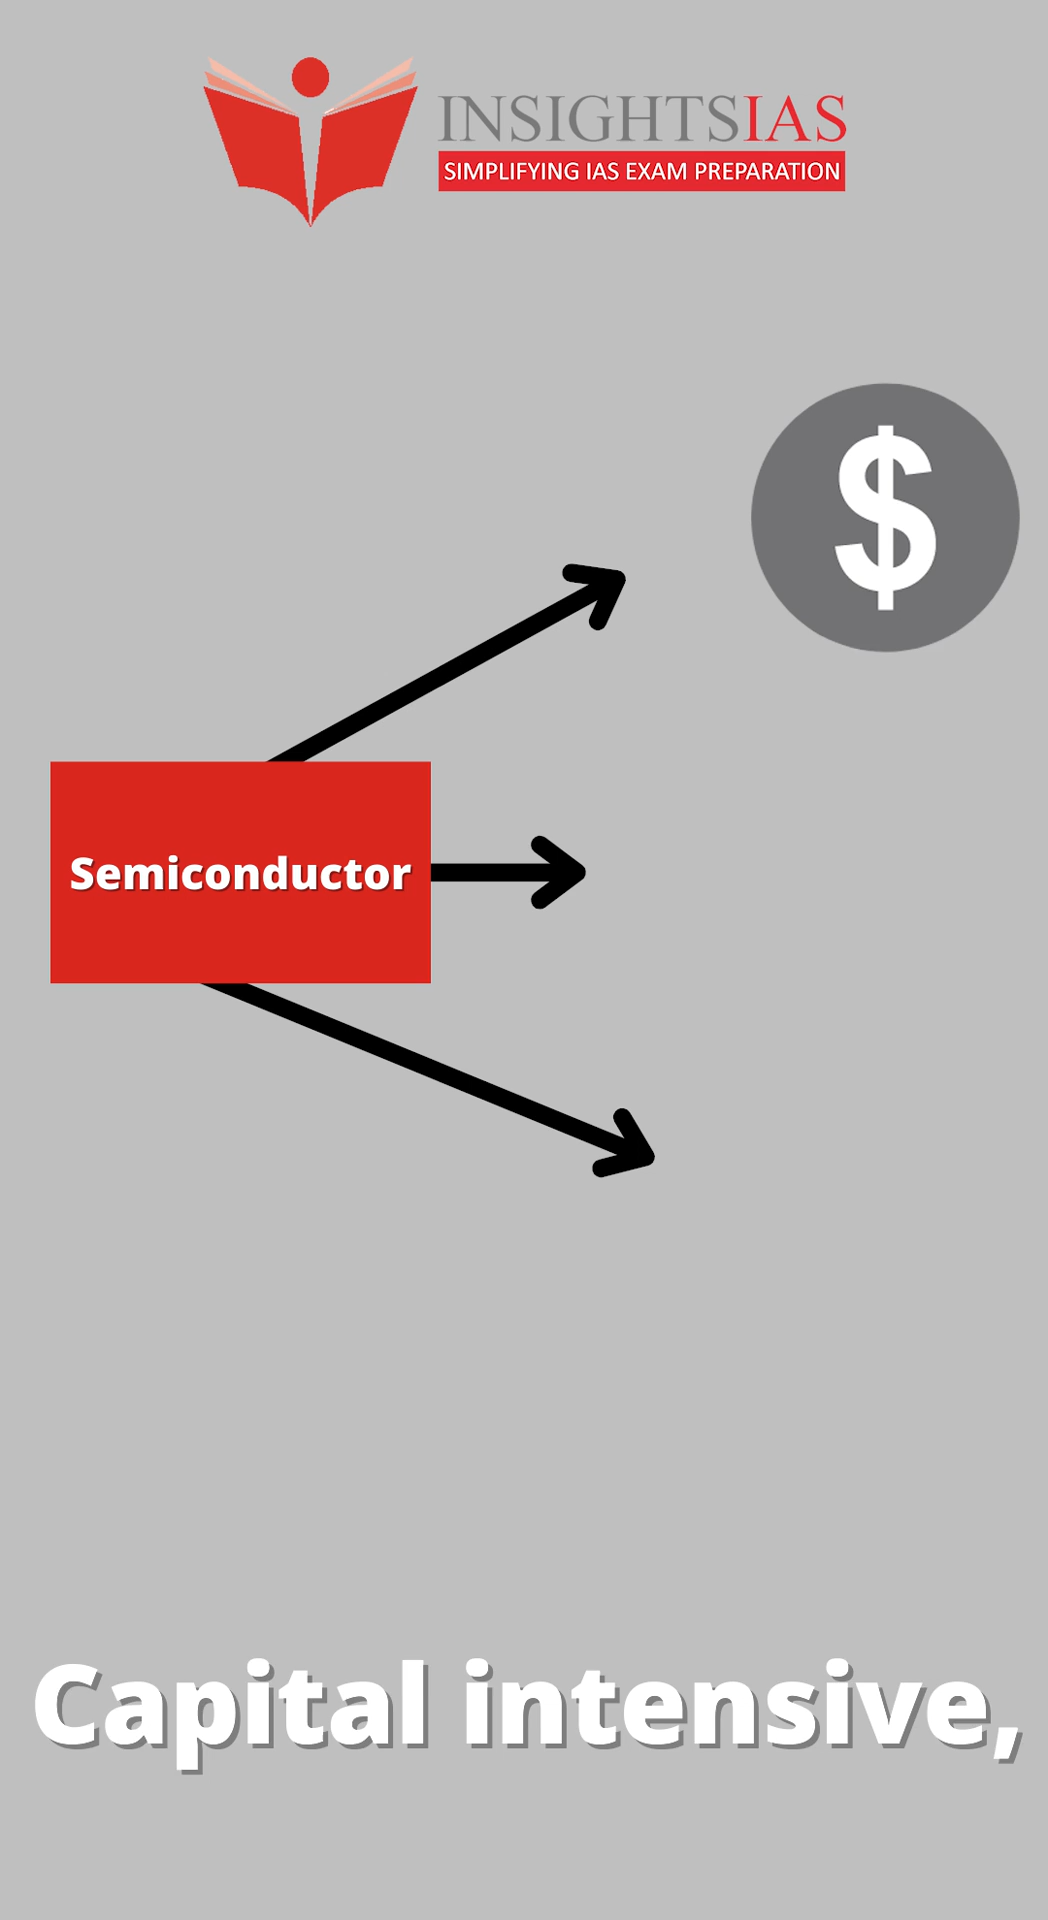 INSIGHTSIAS
SIMPLIFYING IAS EXAM PREPARATION
$
Semiconductor
Capital intensive,